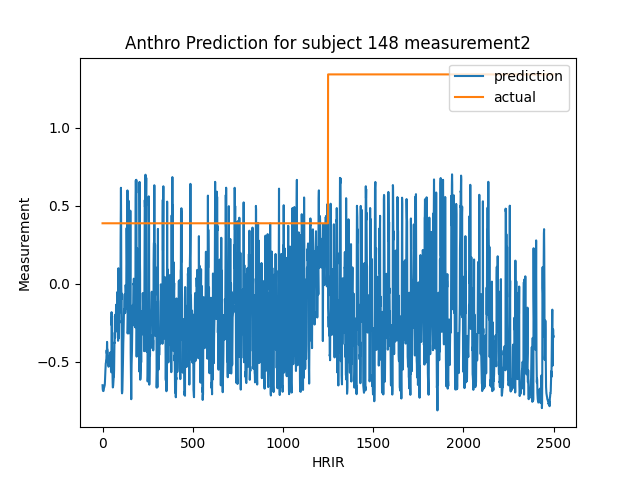 Anthro Prediction for subject 148 measurement2
prediction
actual
1.0
0.5
0.0
−0.5
Measurement
0
500
1000
1500
2000
2500
HRIR